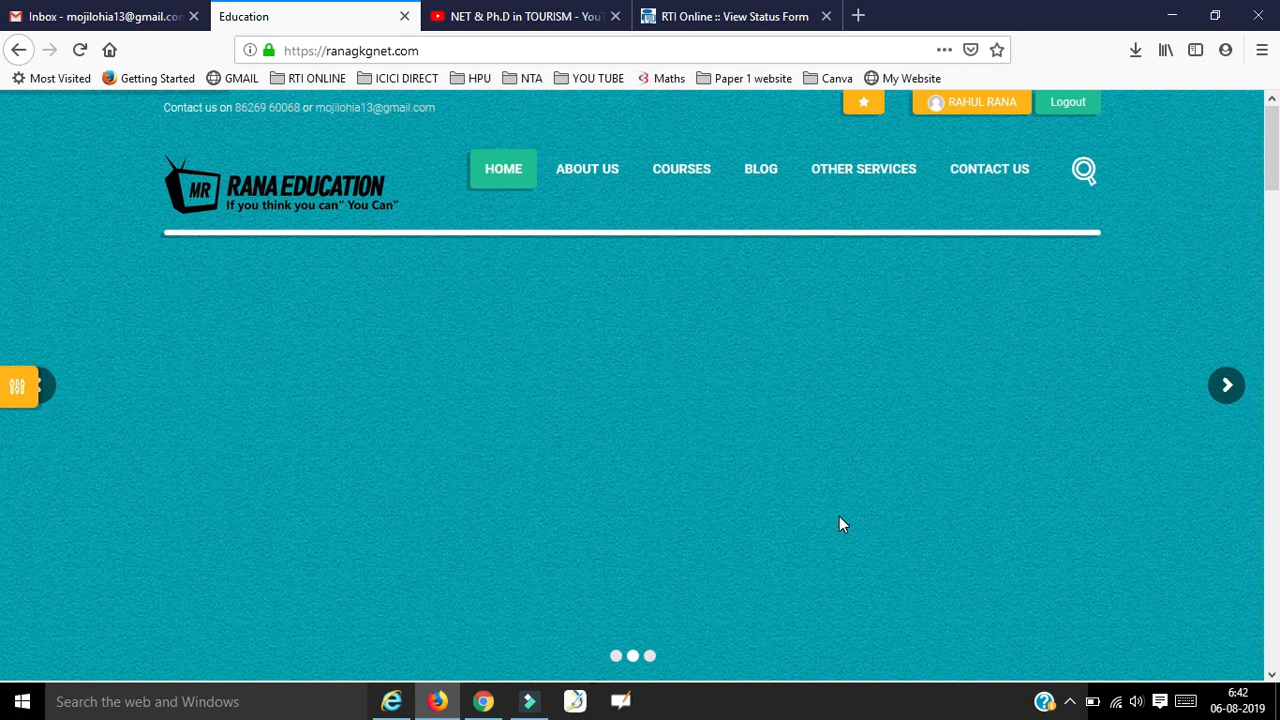 Inbox - mojilohia13@gmail.com
Education
NET & Ph.D in TOURISM - YouT
RTI Online :: View Status Form
https://ranagkgnet.com
Most Visited
Getting Started
GMAIL
RTI ONLINE
ICICI DIRECT
HPU
NTA
YOU TUBE
Maths
Paper 1 website
Canva
My Website
Contact us on 86269 60068 or mojilohia13@gmail.com
RAHUL RANA
Logout
MR RANA EDUCATION
If you think you can" You Can"
HOME
ABOUT US
COURSES
BLOG
OTHER SERVICES
CONTACT US
Search the web and Windows
6:42
06-08-2019